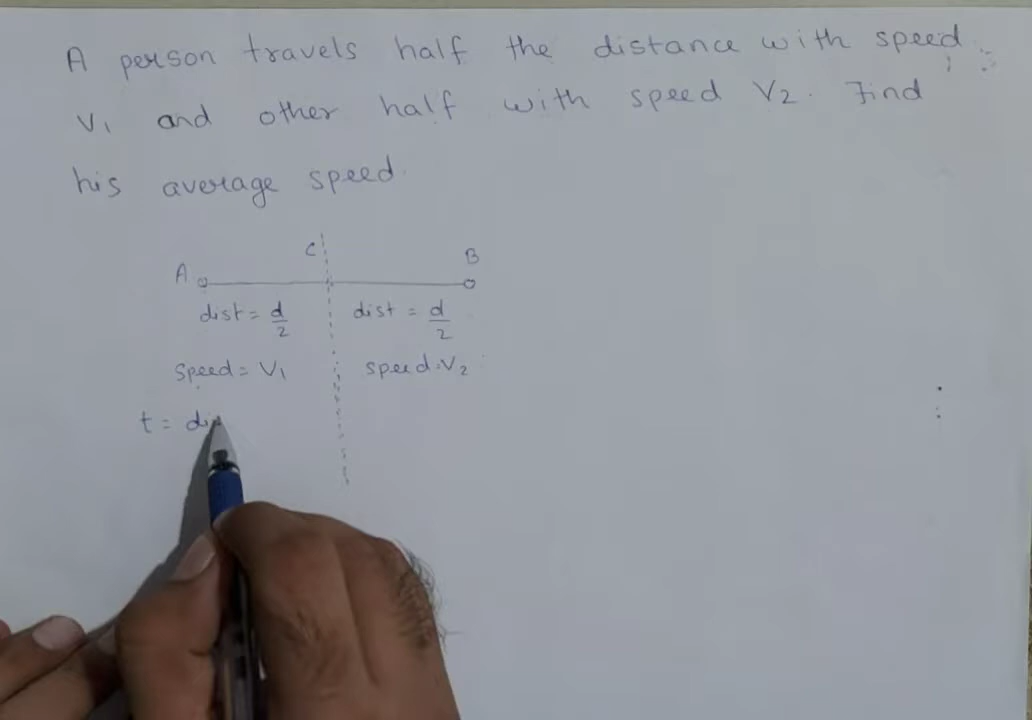 A person travels half the distance with speed
V1 and other half with speed V2. Find
his average speed.
C
B
A
dist = d/2 dist = d/2
speed = V1 speed = V2
t =